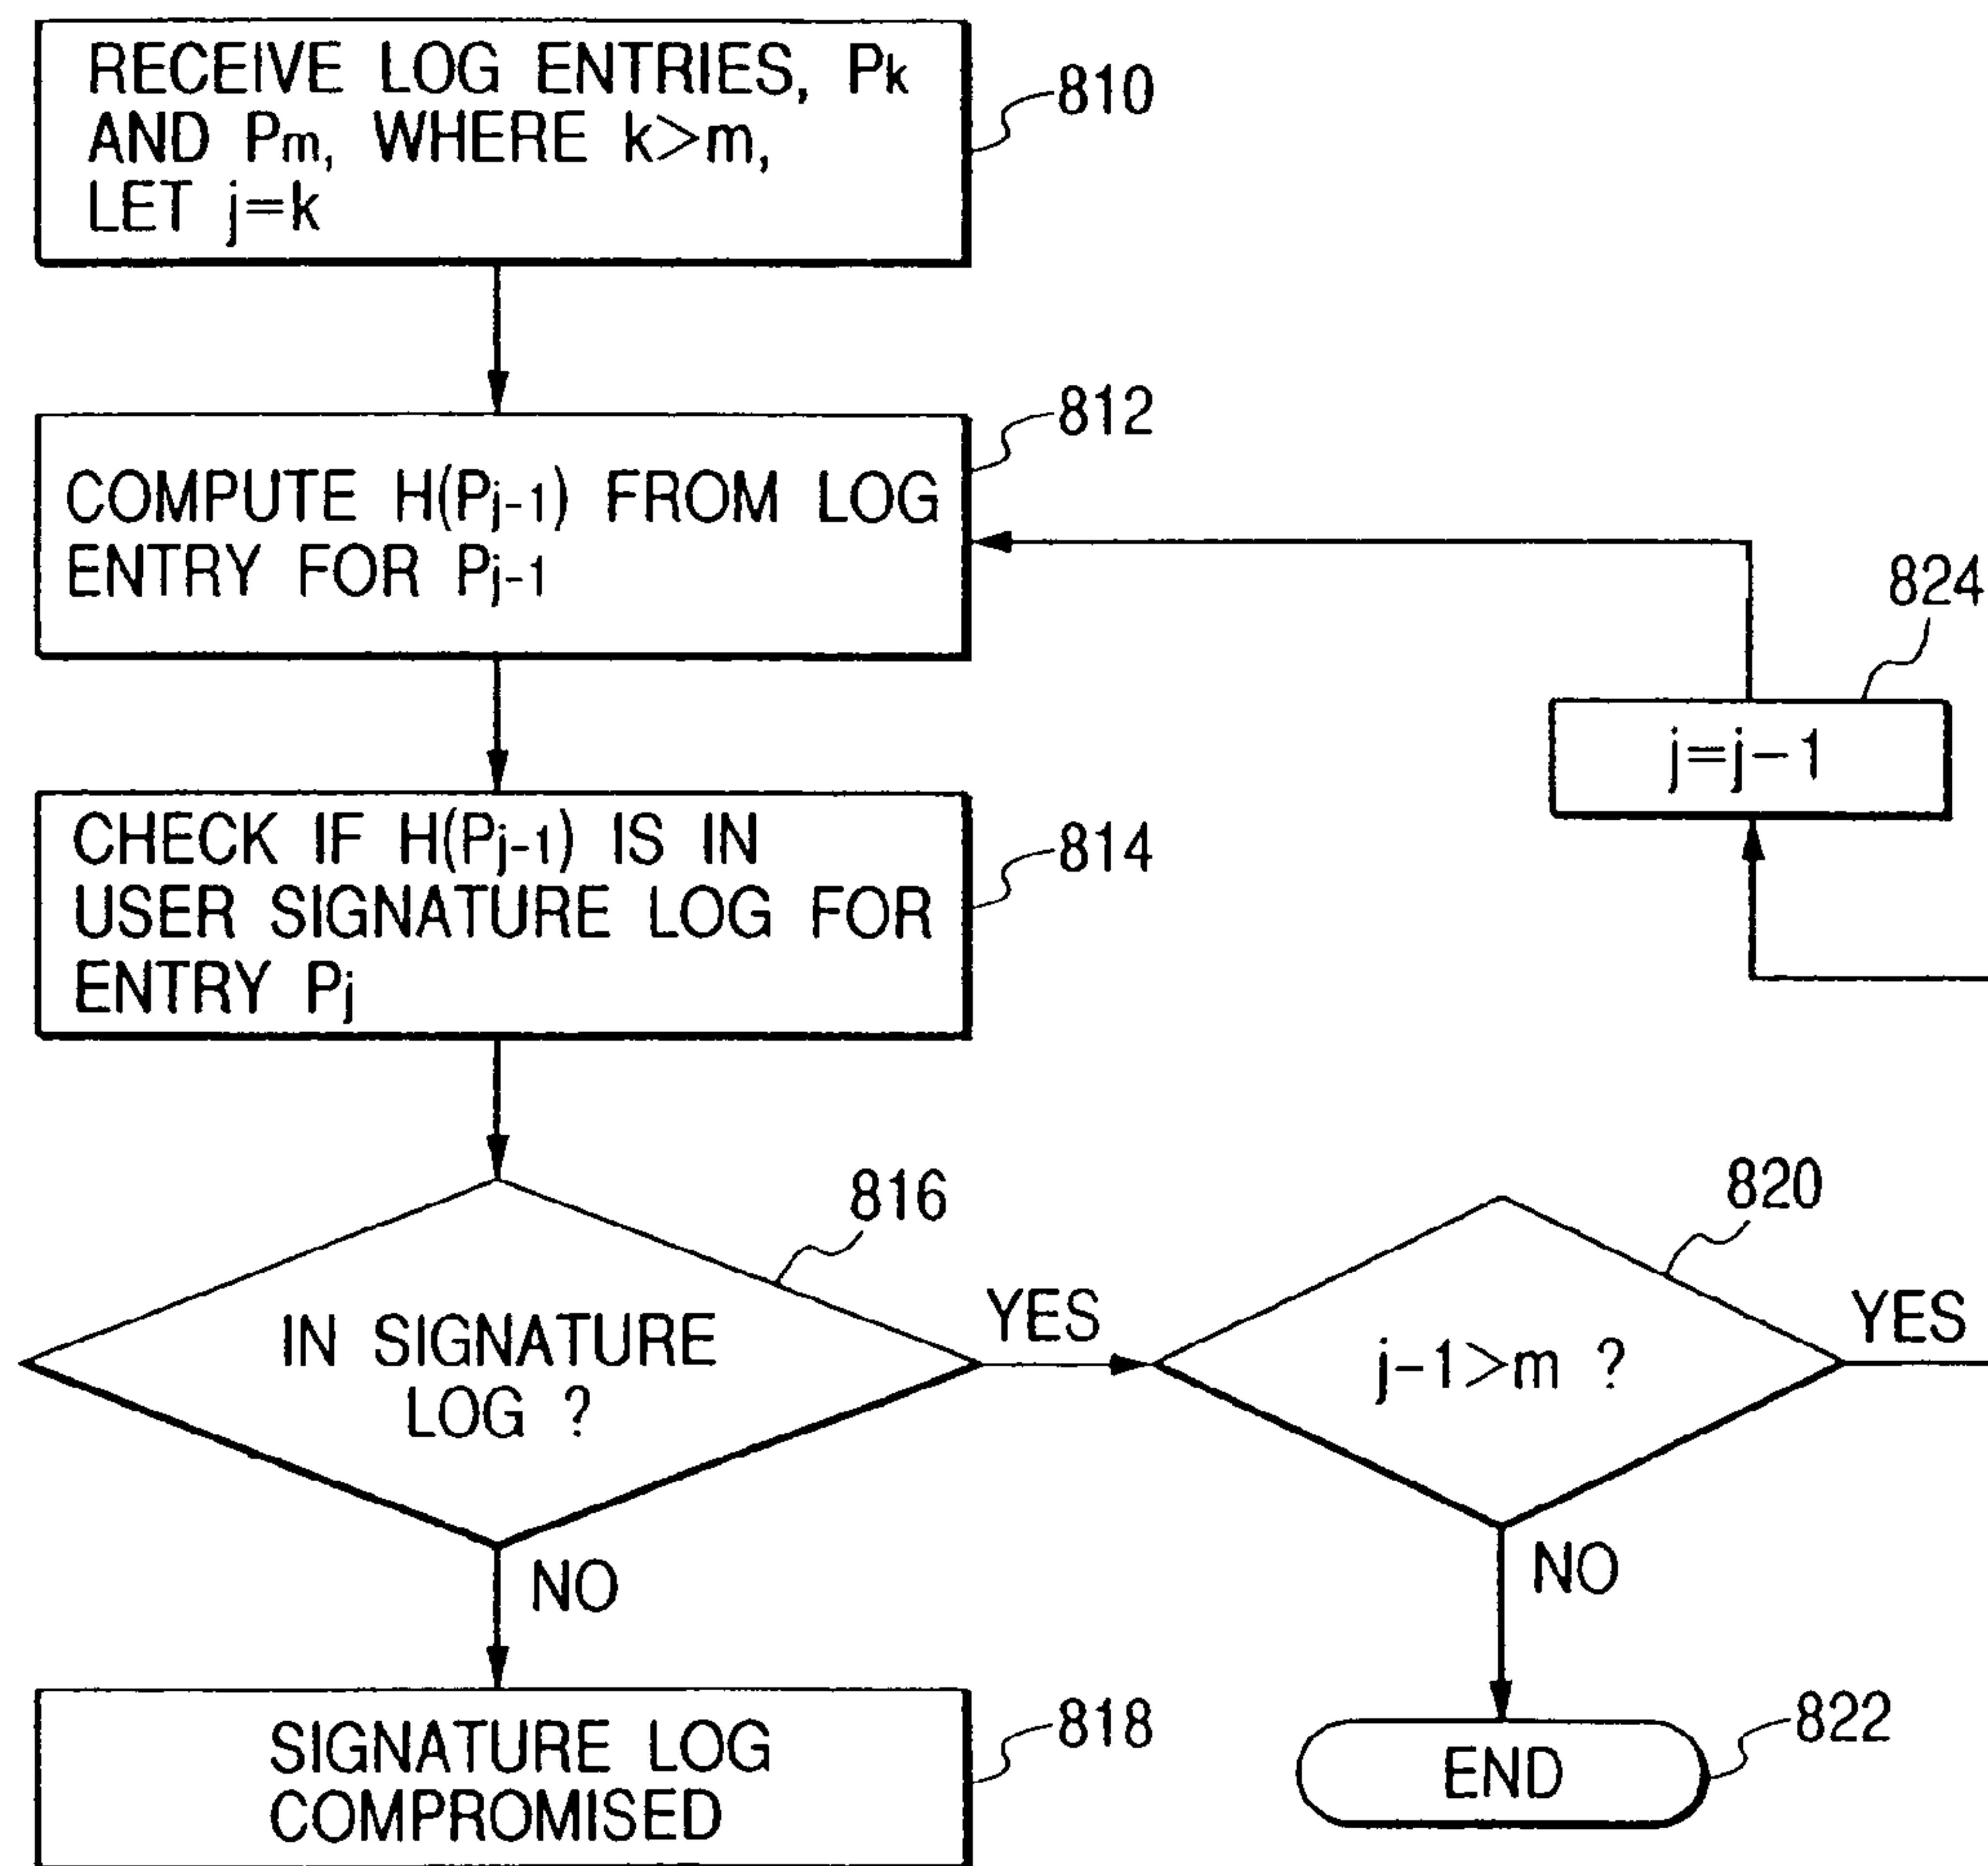 RECEIVE LOG ENTRIES, Pk
AND Pm, WHERE k>m,
LET j=k
810
COMPUTE H(Pj-1) FROM LOG
ENTRY FOR Pj-1
812
824
j=j-1
CHECK IF H(Pj-1) IS IN
USER SIGNATURE LOG FOR
ENTRY Pj
814
816
IN SIGNATURE
LOG ?
YES
820
j-1>m ?
YES
NO
NO
SIGNATURE LOG
COMPROMISED
818
END
822